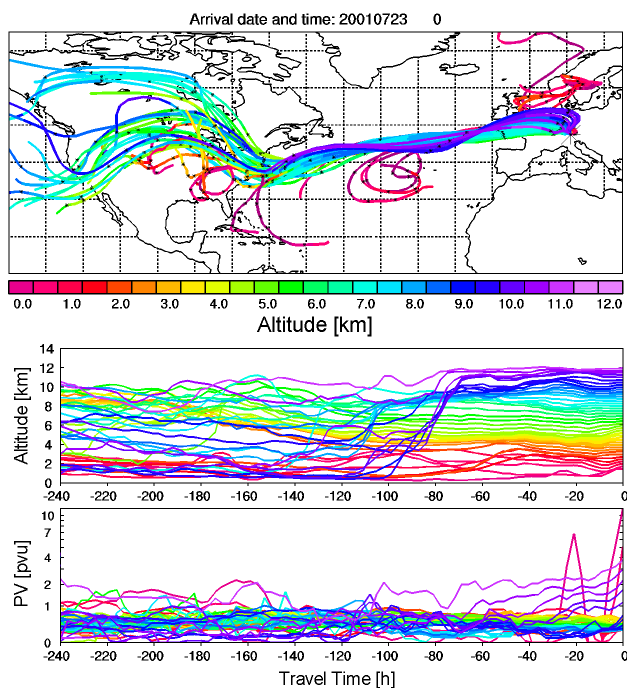 Arrival date and time: 20010723 0
0.0 1.0 2.0 3.0 4.0 5.0 6.0 7.0 8.0 9.0 10.0 11.0 12.0
Altitude [km]
14
12
10
8
6
4
2
0
Altitude [km]
-240 -220 -200 -180 -160 -140 -120 -100 -80 -60 -40 -20 0
10
7
4
2
1
0
PV [pvu]
-240 -220 -200 -180 -160 -140 -120 -100 -80 -60 -40 -20 0
Travel Time [h]